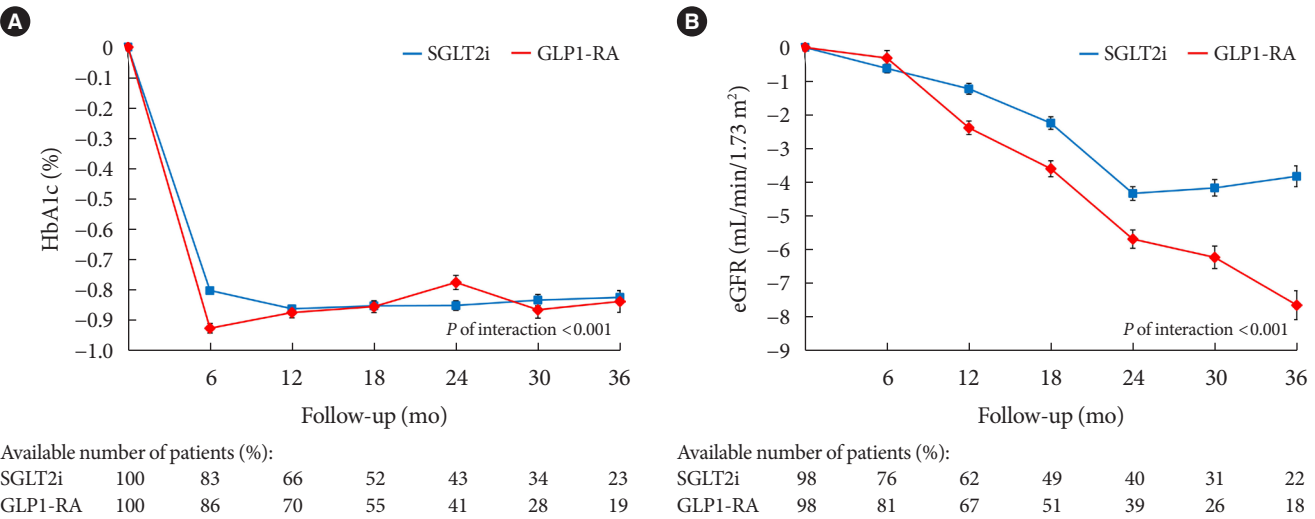 A
SGLT2i GLP1-RA
HbA1c (%)
0
−0.1
−0.2
−0.3
−0.4
−0.5
−0.6
−0.7
−0.8
−0.9
−1.0
P of interaction <0.001
6 12 18 24 30 36
Follow-up (mo)
Available number of patients (%):
SGLT2i 100 83 66 52 43 34 23
GLP1-RA 100 86 70 55 41 28 19
B
SGLT2i GLP1-RA
eGFR (mL/min/1.73 m²)
0
−1
−2
−3
−4
−5
−6
−7
−8
−9
P of interaction <0.001
6 12 18 24 30 36
Follow-up (mo)
Available number of patients (%):
SGLT2i 98 76 62 49 40 31 22
GLP1-RA 98 81 67 51 39 26 18